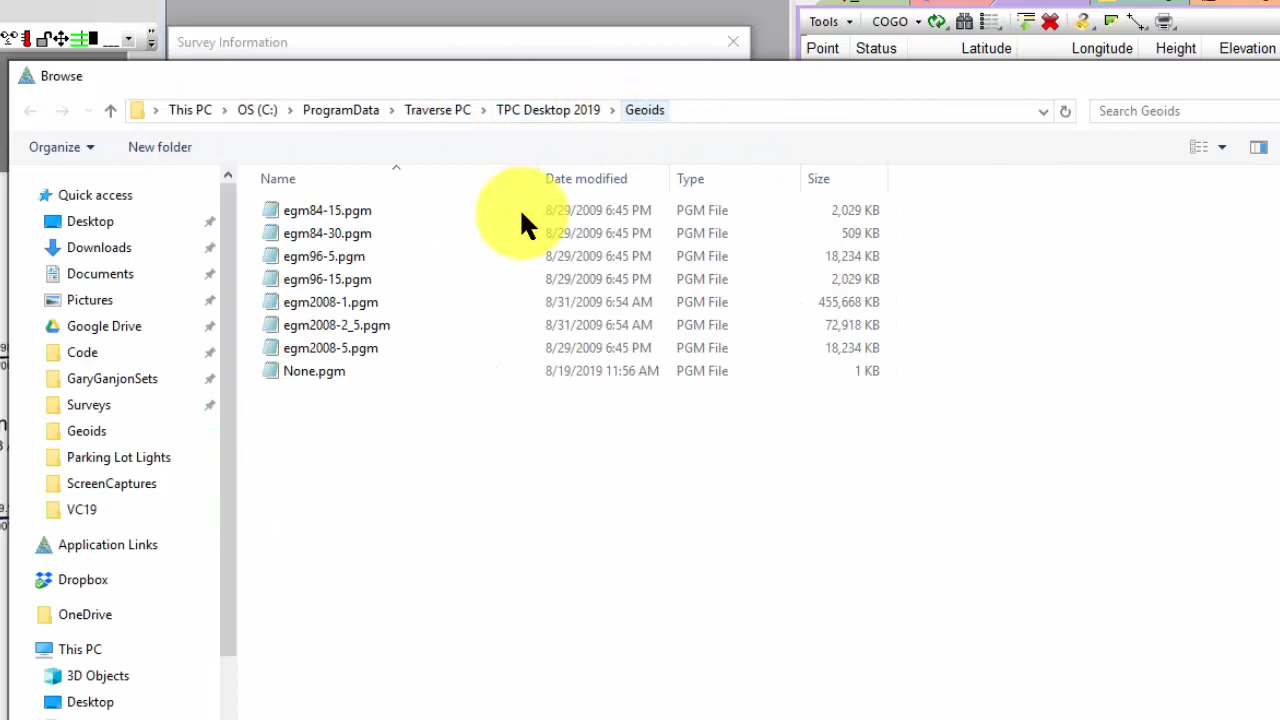 Tools COGO
Survey Information
Point Status Latitude Longitude Height Elevation
Browse
This PC OS (C:) ProgramData Traverse PC TPC Desktop 2019 Geoids Search Geoids
Organize New folder
Name Date modified Type Size
Quick access
Desktop
Downloads
Documents
Pictures
Google Drive
Code
GaryGanjonSets
Surveys
Geoids
Parking Lot Lights
ScreenCaptures
VC19
Application Links
Dropbox
OneDrive
This PC
3D Objects
Desktop
egm84-15.pgm 8/29/2009 6:45 PM PGM File 2,029 KB
egm84-30.pgm 8/29/2009 6:45 PM PGM File 509 KB
egm96-5.pgm 8/29/2009 6:45 PM PGM File 18,234 KB
egm96-15.pgm 8/29/2009 6:45 PM PGM File 2,029 KB
egm2008-1.pgm 8/31/2009 6:54 AM PGM File 455,668 KB
egm2008-2_5.pgm 8/31/2009 6:54 AM PGM File 72,918 KB
egm2008-5.pgm 8/29/2009 6:45 PM PGM File 18,234 KB
None.pgm 8/19/2019 11:56 AM PGM File 1 KB